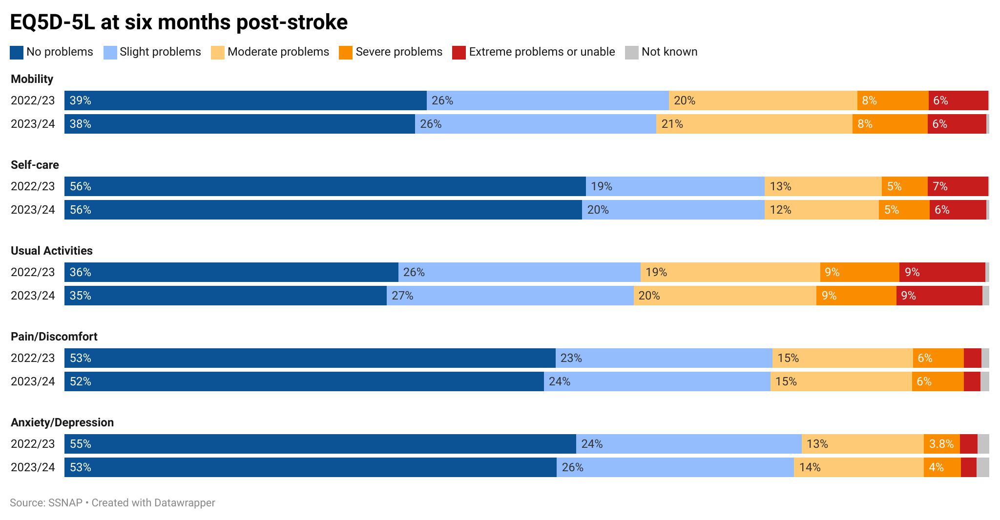 EQ5D-5L at six months post-stroke
No problems Slight problems Moderate problems Severe problems Extreme problems or unable Not known
Mobility
2022/23 39% 26% 20% 8% 6%
2023/24 38% 26% 21% 8% 6%
Self-care
2022/23 56% 19% 13% 5% 7%
2023/24 56% 20% 12% 5% 6%
Usual Activities
2022/23 36% 26% 19% 9% 9%
2023/24 35% 27% 20% 9% 9%
Pain/Discomfort
2022/23 53% 23% 15% 6%
2023/24 52% 24% 15% 6%
Anxiety/Depression
2022/23 55% 24% 13% 3.8%
2023/24 53% 26% 14% 4%
Source: SSNAP • Created with Datawrapper